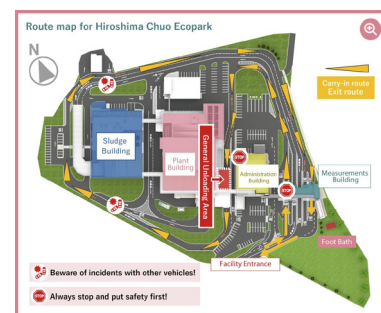 Route map for Hiroshima Chuo Ecopark
N
Carry-in route
Exit route
Sludge
Building
Plant
Building
General Unloading Area
STOP
Administration
Building
STOP
Measurements
Building
Foot Bath
Facility Entrance
Beware of incidents with other vehicles!
STOP
Always stop and put safety first!